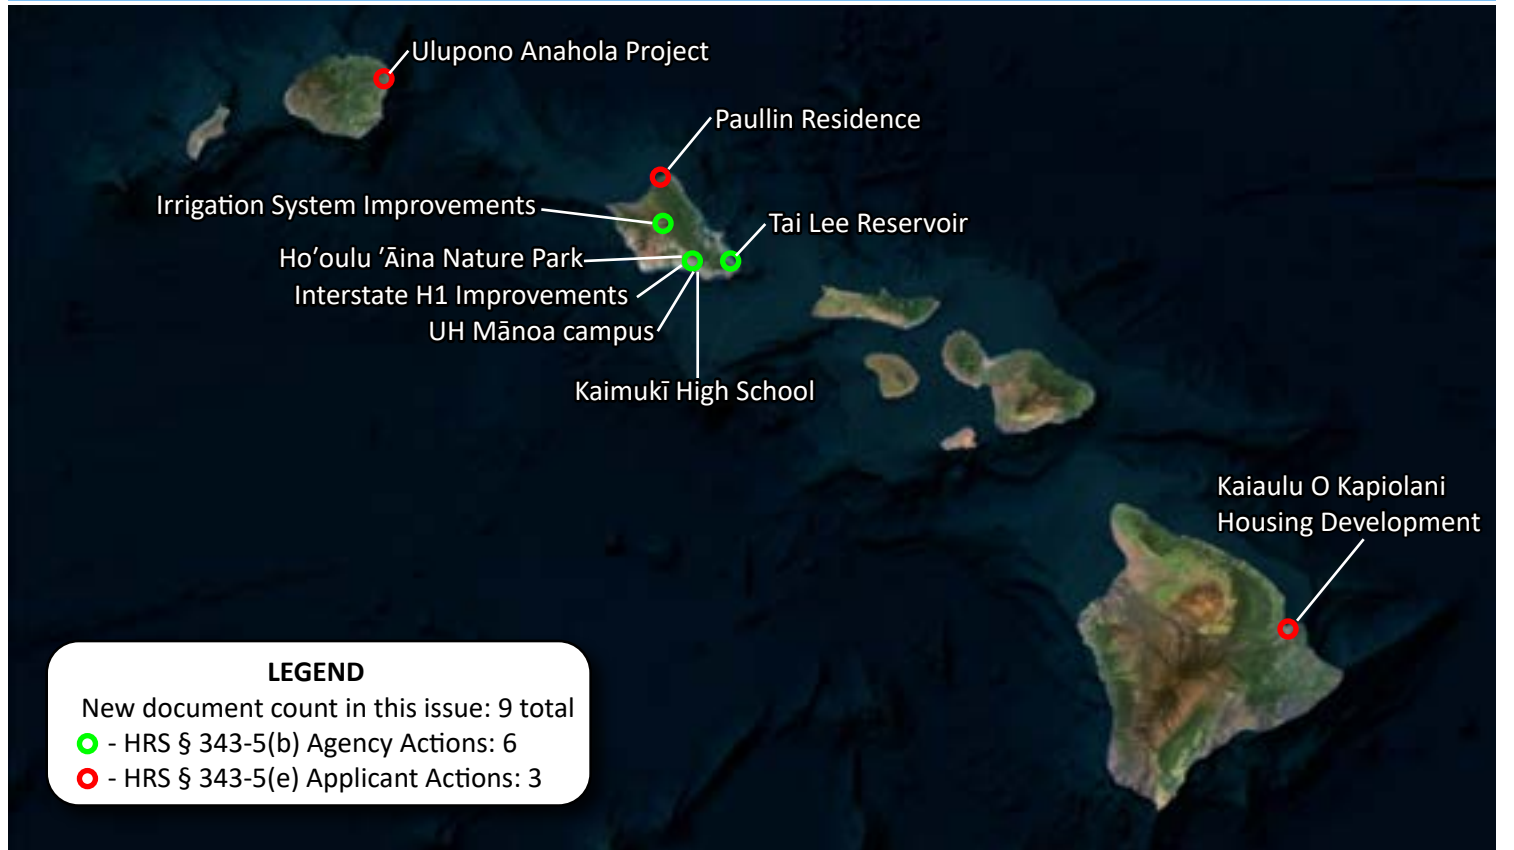 Ulupono Anahola Project
Paullin Residence
Irrigation System Improvements
Tai Lee Reservoir
Ho’oulu ’Āina Nature Park
Interstate H1 Improvements
UH Mānoa campus
Kaimukī High School
Kaiaulu O Kapiolani
Housing Development
LEGEND
New document count in this issue: 9 total
- HRS § 343-5(b) Agency Actions: 6
- HRS § 343-5(e) Applicant Actions: 3